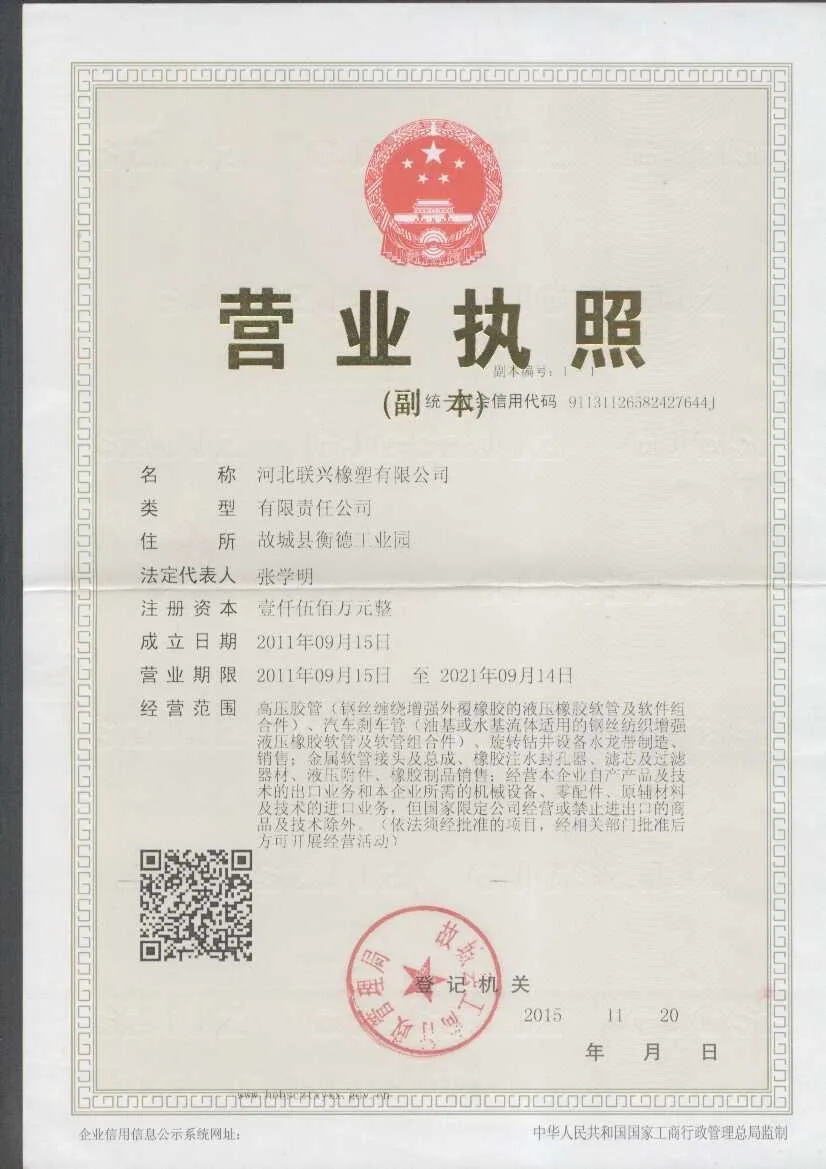 营业执照
副本编号：1 - 1
(副 本)
统一社会信用代码 91131126582427644J
名 称 河北联兴橡塑有限公司
类 型 有限责任公司
住 所 故城县衡德工业园
法定代表人 张学明
注册资本 壹仟伍佰万元整
成立日期 2011年09月15日
营业期限 2011年09月15日 至 2021年09月14日
经营范围 高压胶管（钢丝缠绕增强外覆橡胶的液压橡胶软管及软件组
合件）、汽车刹车管（油基或水基流体适用的钢丝纺织增强
液压橡胶软管及软管组合件）、旋转钻井设备水龙带制造、
销售；金属软管接头及总成、橡胶注水封孔器、滤芯及过滤
器材、液压附件、橡胶制品销售；经营本企业自产产品及技
术的出口业务和本企业所需的机械设备、零配件、原辅材料
及技术的进口业务，但国家限定公司经营或禁止进出口的商
品及技术除外。（依法须经批准的项目，经相关部门批准后
方可开展经营活动）
故城县工商行政管理局
登记机关
2015 11 20
年 月 日
www.hebscztxyxx.gov.cn
企业信用信息公示系统网址：
中华人民共和国国家工商行政管理总局监制